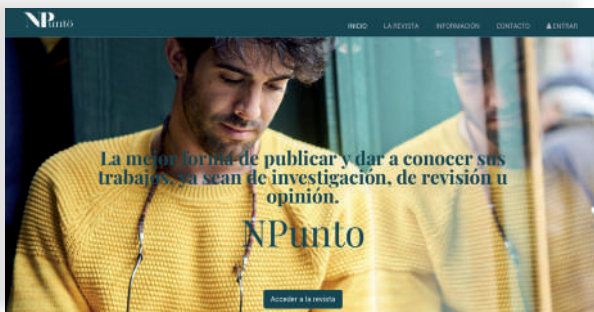 NPunto
INICIO LA REVISTA INFORMACIÓN CONTACTO ENTRAR
La mejor forma de publicar y dar a conocer sus
trabajos, ya sean de investigación, de revisión u
opinión.
NPunto
Acceder a la revista